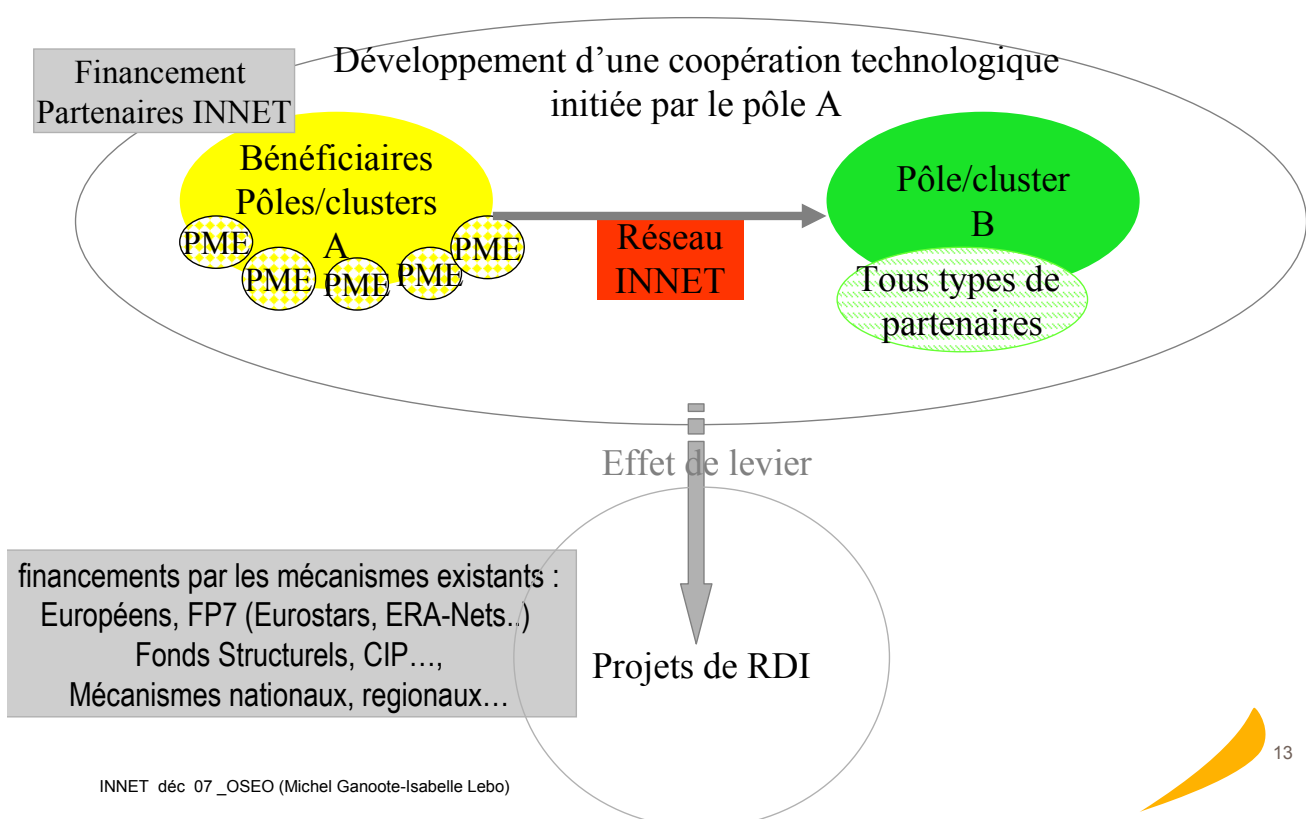 Financement
Partenaires INNET
Développement d’une coopération technologique
initiée par le pôle A
Bénéficiaires
Pôles/clusters
A
PME
PME
PME
PME
PME
Réseau
INNET
Pôle/cluster
B
Tous types de
partenaires
Effet de levier
financements par les mécanismes existants :
Européens, FP7 (Eurostars, ERA-Nets..)
Fonds Structurels, CIP…,
Mécanismes nationaux, regionaux…
Projets de RDI
INNET déc 07 _OSEO (Michel Ganoote-Isabelle Lebo)
13